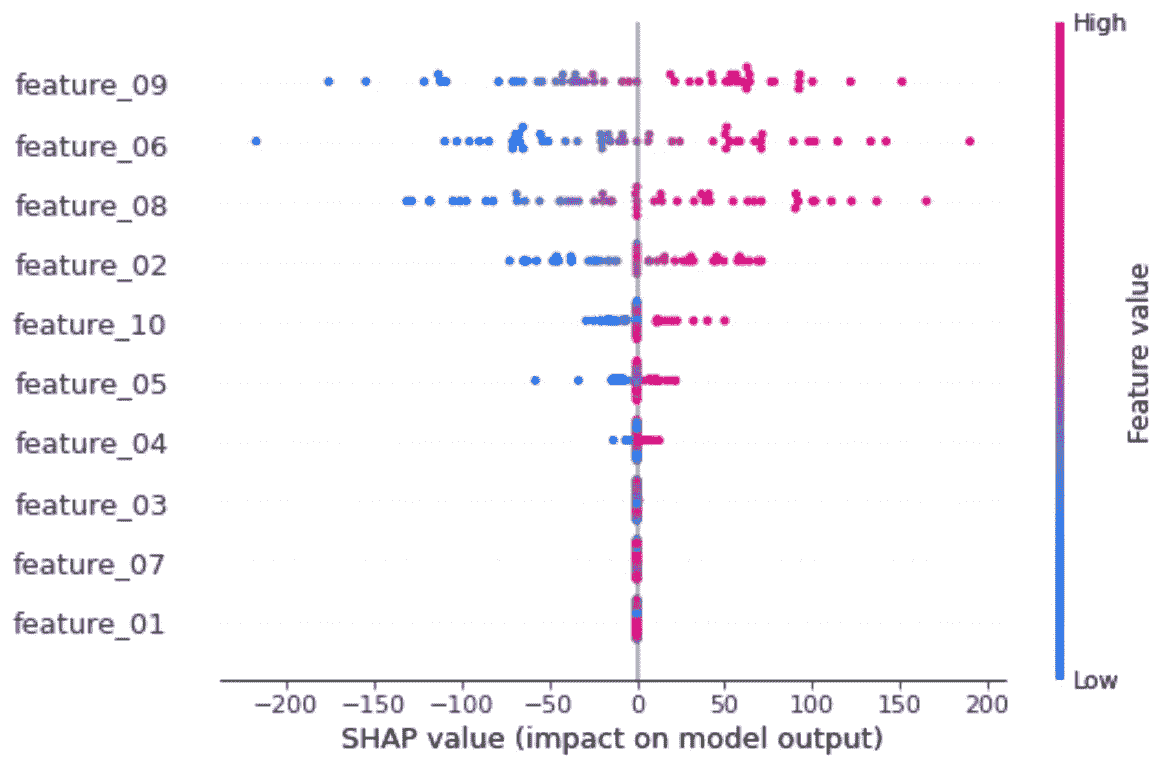 High
feature_09
feature_06
feature_08
feature_02
feature_10
feature_05
feature_04
feature_03
feature_07
feature_01
Feature value
Low
−200 −150 −100 −50 0 50 100 150 200
SHAP value (impact on model output)